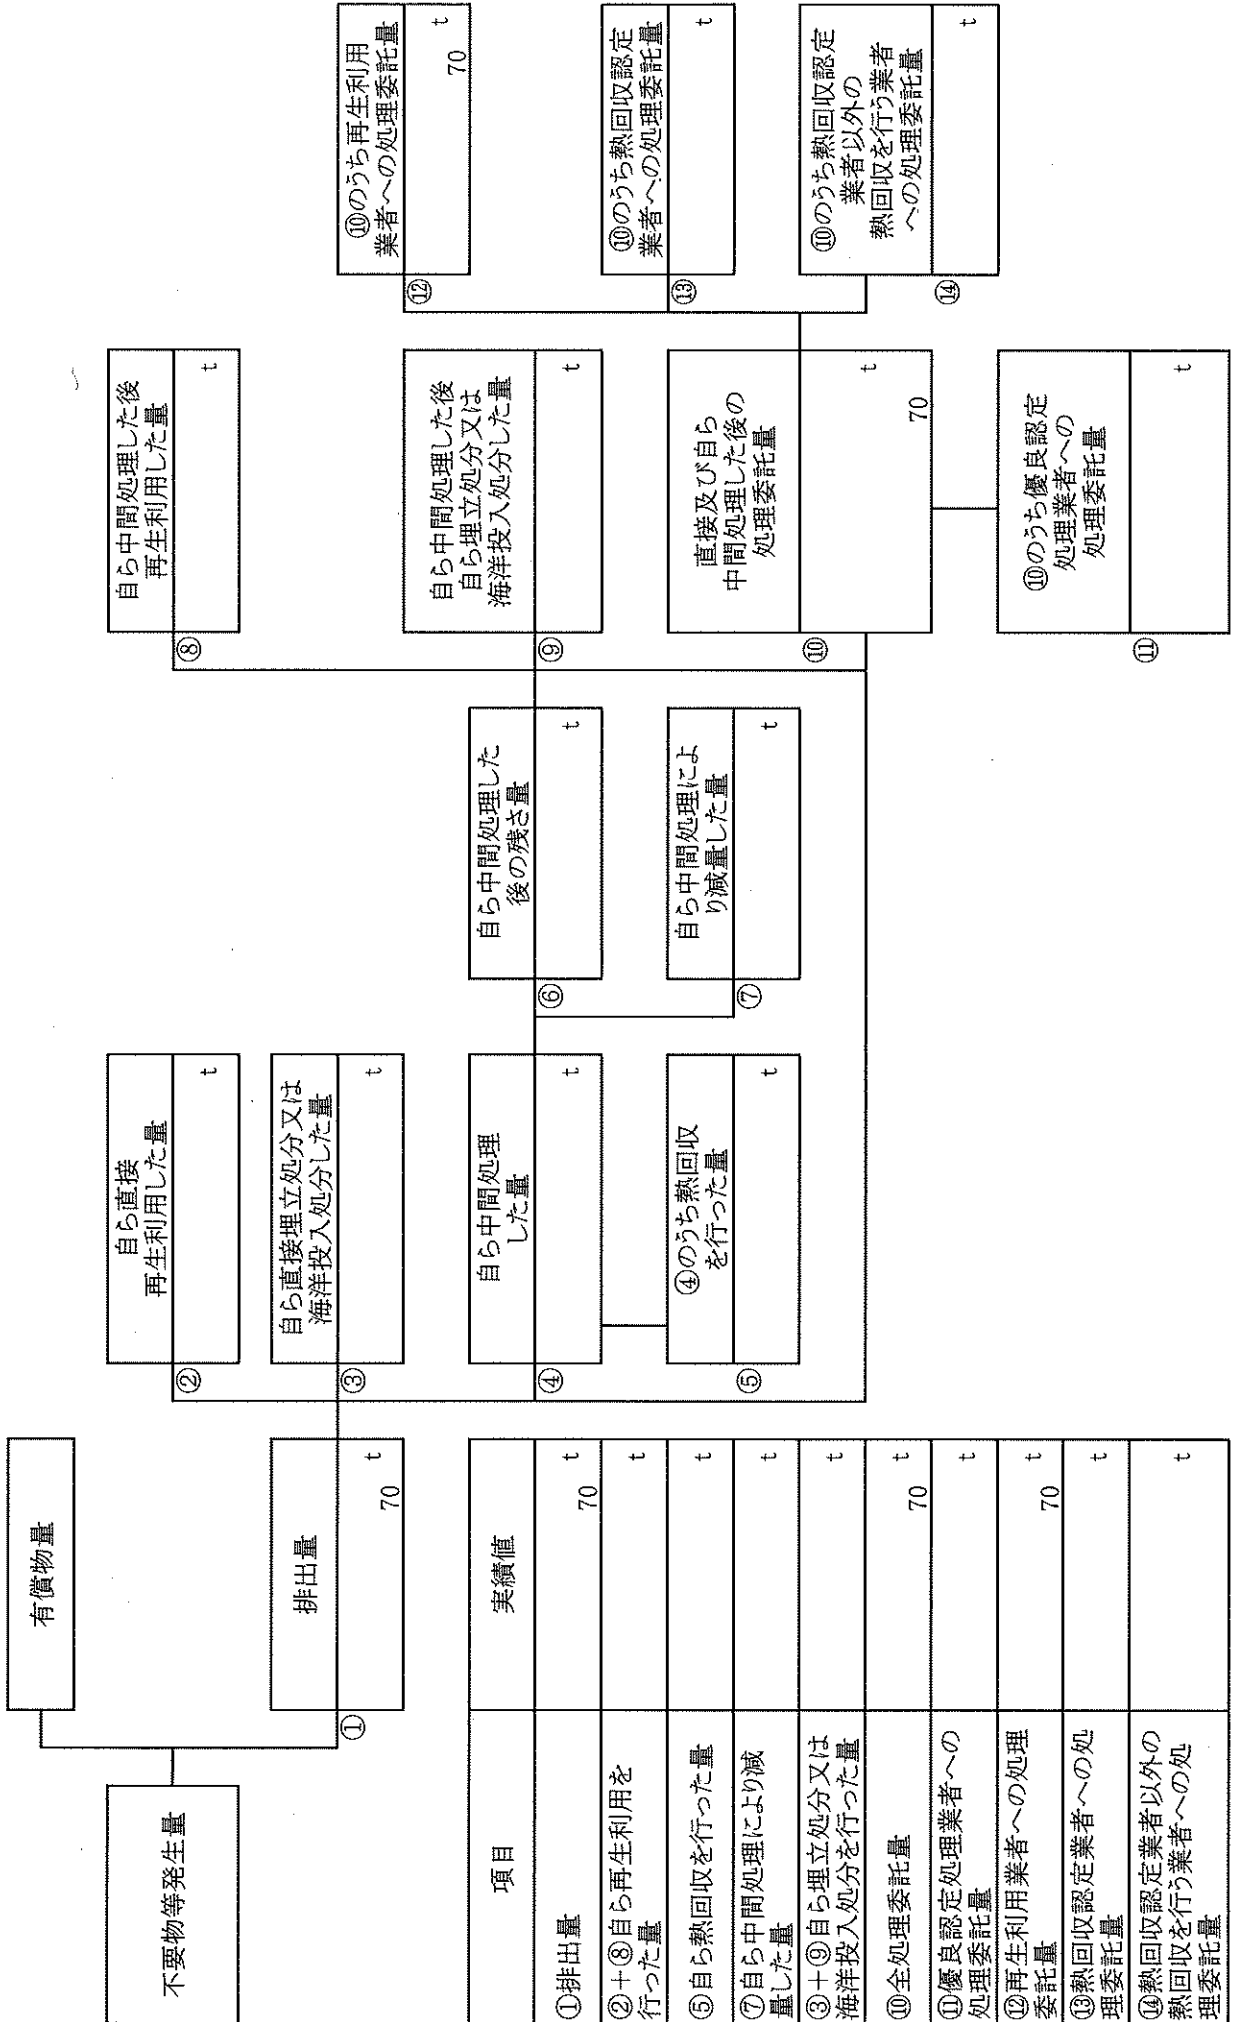 不要物等発生量
有償物量
排出量
①
70
t
自ら直接
再生利用した量
②
t
自ら直接埋立処分又は
海洋投入処分した量
③
t
自ら中間処理
した量
④
t
④のうち熱回収
を行った量
⑤
t
自ら中間処理した
後の残さ量
⑥
t
自ら中間処理によ
り減量した量
⑦
t
自ら中間処理した後
再生利用した量
⑧
t
自ら中間処理した後
自ら埋立処分又は
海洋投入処分した量
⑨
t
直接及び自ら
中間処理した後の
処理委託量
⑩
t
70
⑩のうち優良認定
処理業者への
処理委託量
⑪
t
⑩のうち再生利用
業者への処理委託量
⑫
t
70
⑩のうち熱回収認定
業者への処理委託量
⑬
t
⑩のうち熱回収認定
業者以外の
熱回収を行う業者
への処理委託量
⑭
t
項目 実績値
①排出量 70 t
②+⑧自ら再生利用を
行った量 t
⑤自ら熱回収を行った量 t
⑦自ら中間処理により減
量した量 t
③+⑨自ら埋立処分又は
海洋投入処分を行った量 t
⑩全処理委託量 70 t
⑪優良認定処理業者への
処理委託量 t
⑫再生利用業者への処理
委託量 70 t
⑬熱回収認定業者への処
理委託量 t
⑭熱回収認定業者以外の
熱回収を行う業者への処
理委託量 t